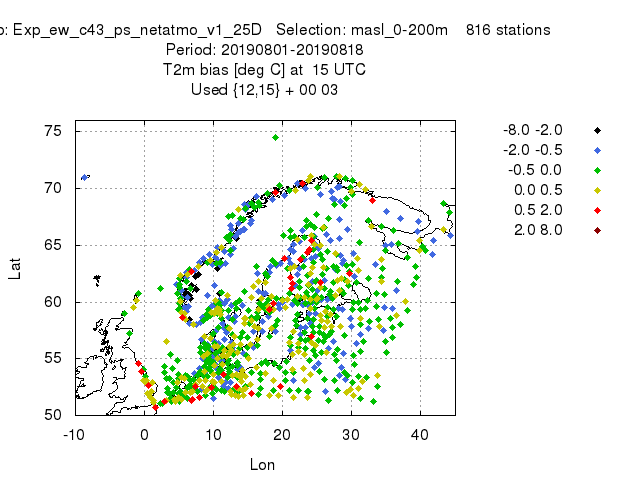 : Exp_ew_c43_ps_netatmo_v1_25D Selection: masl_0-200m 816 stations
Period: 20190801-20190818
T2m bias [deg C] at 15 UTC
Used {12,15} + 00 03
-8.0 -2.0
-2.0 -0.5
-0.5 0.0
0.0 0.5
0.5 2.0
2.0 8.0
75
70
65
60
55
50
Lat
-10 0 10 20 30 40
Lon